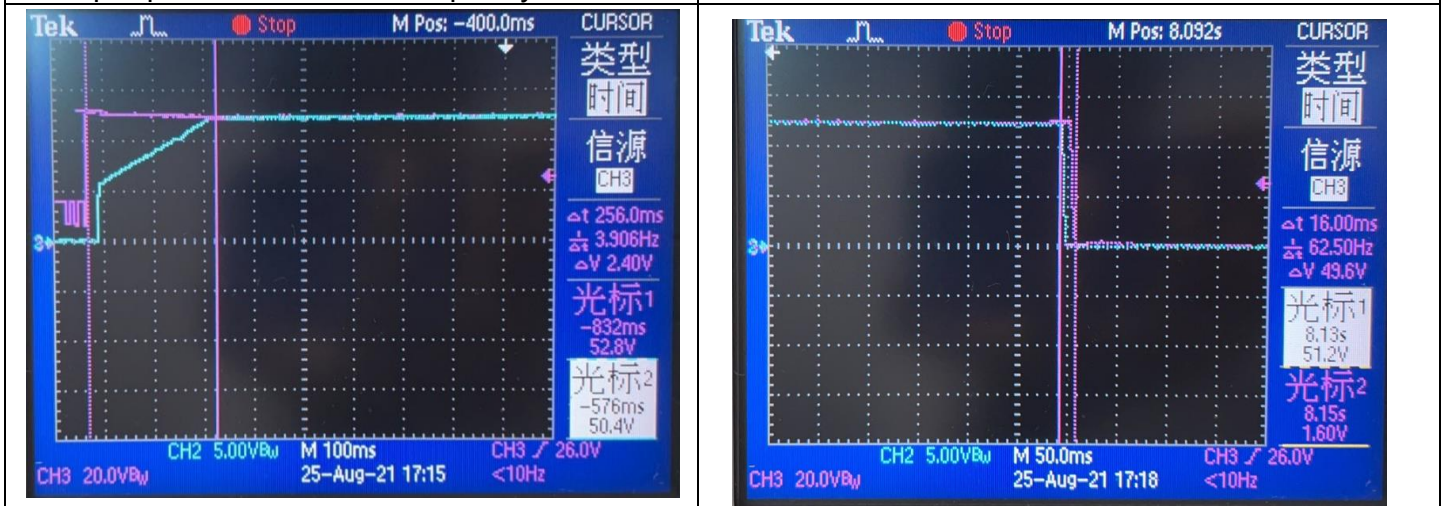 Tek Stop M Pos: -400.0ms CURSOR
类型
时间
信源
CH3
Δt 256.0ms
1/Δt 3.906Hz
ΔV 2.40V
光标1
-832ms
52.8V
光标2
-576ms
50.4V
CH2 5.00VBW M 100ms CH3 26.0V
CH3 20.0VBW 25-Aug-21 17:15 <10Hz
Tek Stop M Pos: 8.092s CURSOR
类型
时间
信源
CH3
Δt 16.00ms
1/Δt 62.50Hz
ΔV 49.6V
光标1
8.13s
51.2V
光标2
8.15s
1.60V
CH2 5.00VBW M 50.0ms CH3 26.0V
CH3 20.0VBW 25-Aug-21 17:18 <10Hz